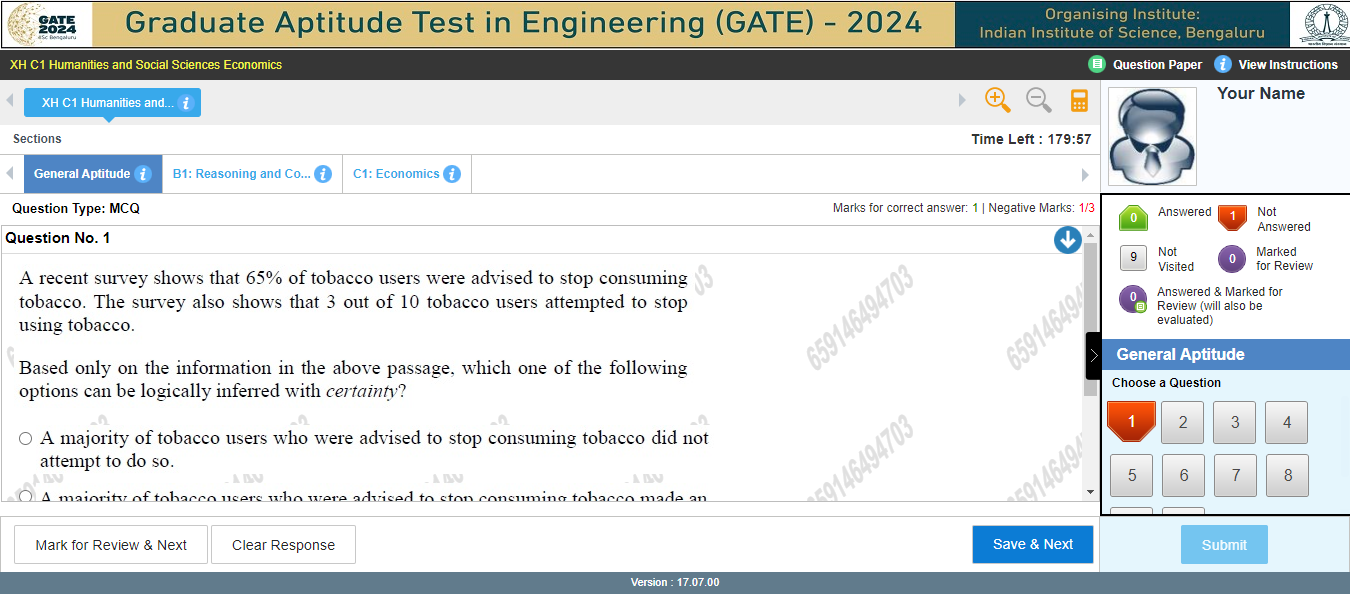 GATE
2024
IISc Bengaluru
Graduate Aptitude Test in Engineering (GATE) - 2024
Organising Institute:
Indian Institute of Science, Bengaluru
XH C1 Humanities and Social Sciences Economics
Question Paper
i View Instructions
XH C1 Humanities and... i
Your Name
Sections
Time Left : 179:57
General Aptitude i
B1: Reasoning and Co... i
C1: Economics i
Question Type: MCQ
Marks for correct answer: 1 | Negative Marks: 1/3
Question No. 1
A recent survey shows that 65% of tobacco users were advised to stop consuming
tobacco. The survey also shows that 3 out of 10 tobacco users attempted to stop
using tobacco.
Based only on the information in the above passage, which one of the following
options can be logically inferred with certainty?
A majority of tobacco users who were advised to stop consuming tobacco did not
attempt to do so.
A majority of tobacco users who were advised to stop consuming tobacco made an
659146494703
659146494703
0 Answered
1 Not
Answered
9 Not
Visited
0 Marked
for Review
0 Answered & Marked for
Review (will also be
evaluated)
General Aptitude
Choose a Question
1 2 3 4
5 6 7 8
Mark for Review & Next
Clear Response
Save & Next
Submit
Version : 17.07.00